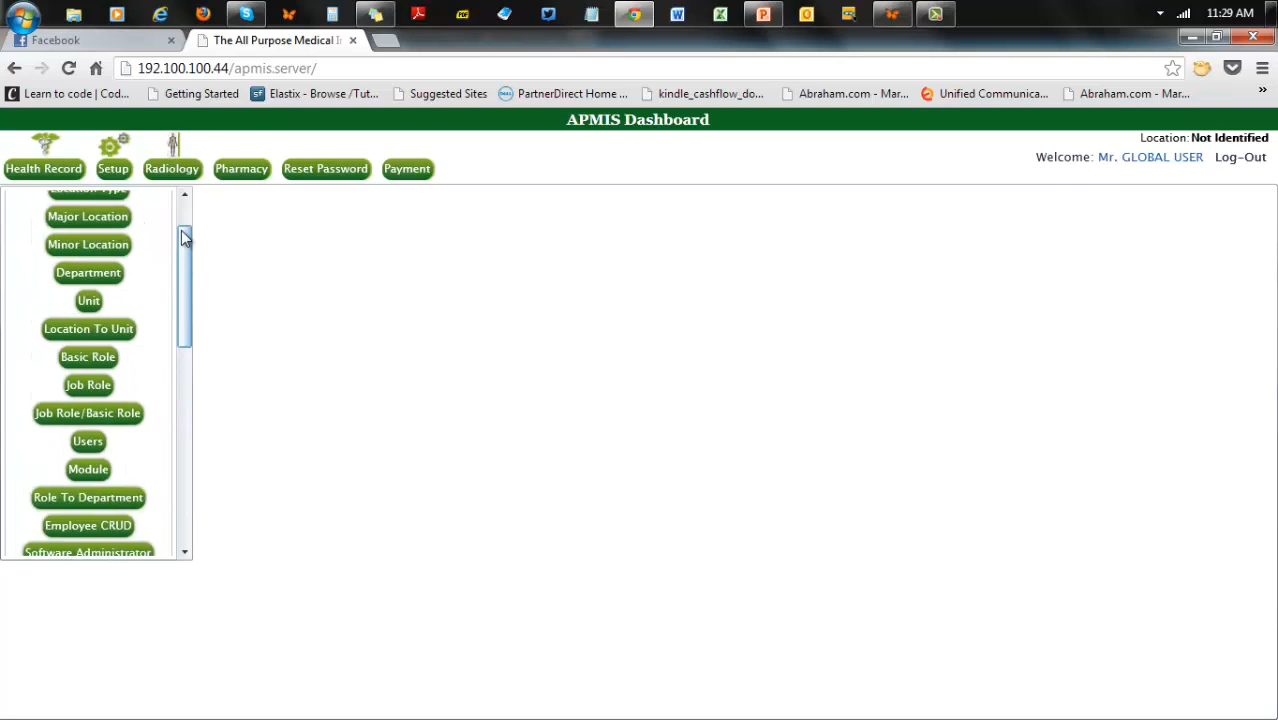 11:29 AM
Facebook
The All Purpose Medical I
192.100.100.44/apmis.server/
Learn to code | Cod...
Getting Started
Elastix - Browse /Tut...
Suggested Sites
PartnerDirect Home ...
kindle_cashflow_do...
Abraham.com - Mar...
Unified Communica...
Abraham.com - Mar...
APMIS Dashboard
Location: Not Identified
Welcome: Mr. GLOBAL USER Log-Out
Health Record
Setup
Radiology
Pharmacy
Reset Password
Payment
Location Type
Major Location
Minor Location
Department
Unit
Location To Unit
Basic Role
Job Role
Job Role/Basic Role
Users
Module
Role To Department
Employee CRUD
Software Administrator